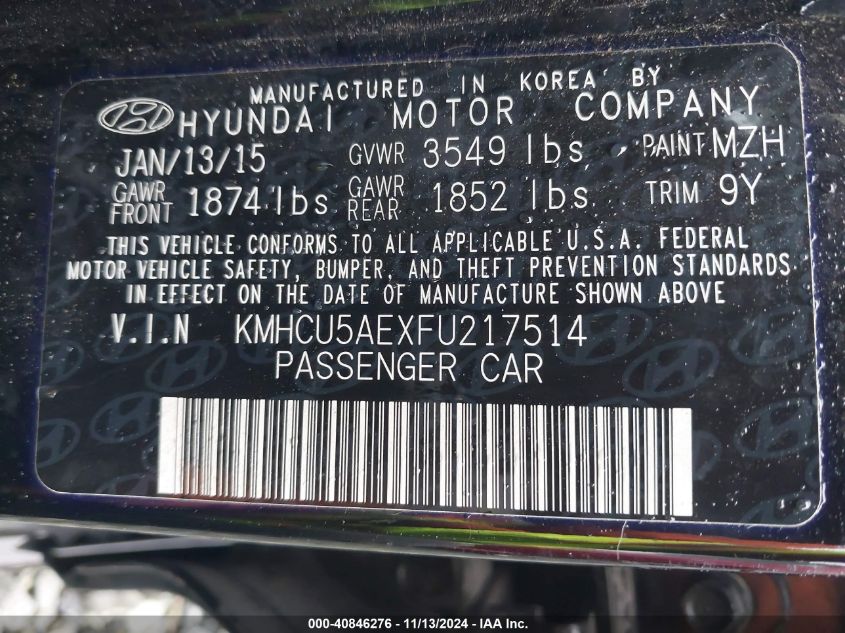 MANUFACTURED IN KOREA BY
HYUNDAI MOTOR COMPANY
JAN/13/15 GVWR 3549 lbs PAINT MZH
GAWR FRONT 1874 lbs GAWR REAR 1852 lbs TRIM 9Y
THIS VEHICLE CONFORMS TO ALL APPLICABLE U.S.A. FEDERAL
MOTOR VEHICLE SAFETY, BUMPER, AND THEFT PREVENTION STANDARDS
IN EFFECT ON THE DATE OF MANUFACTURE SHOWN ABOVE
V.I.N KMHCU5AEXFU217514
PASSENGER CAR
000-40846276 - 11/13/2024 - IAA Inc.